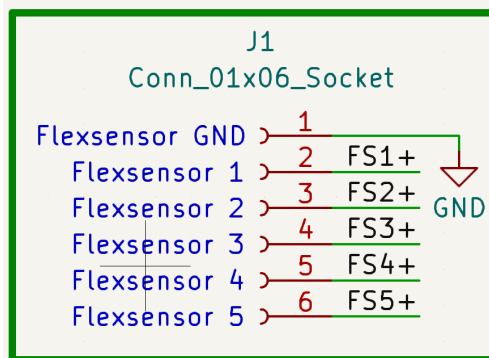 J1
Conn_01x06_Socket
Flexsensor GND 1
Flexsensor 1 2 FS1+
Flexsensor 2 3 FS2+
GND
Flexsensor 3 4 FS3+
Flexsensor 4 5 FS4+
Flexsensor 5 6 FS5+